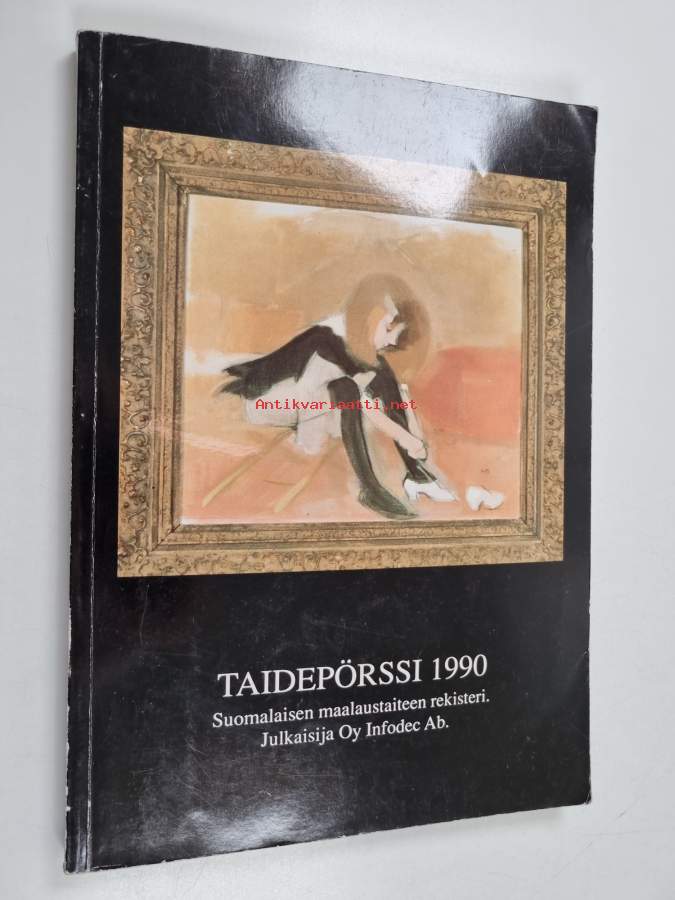 Antikvariaatti.net
TAIDEPÖRSSI 1990
Suomalaisen maalaustaiteen rekisteri.
Julkaisija Oy Infodec Ab.